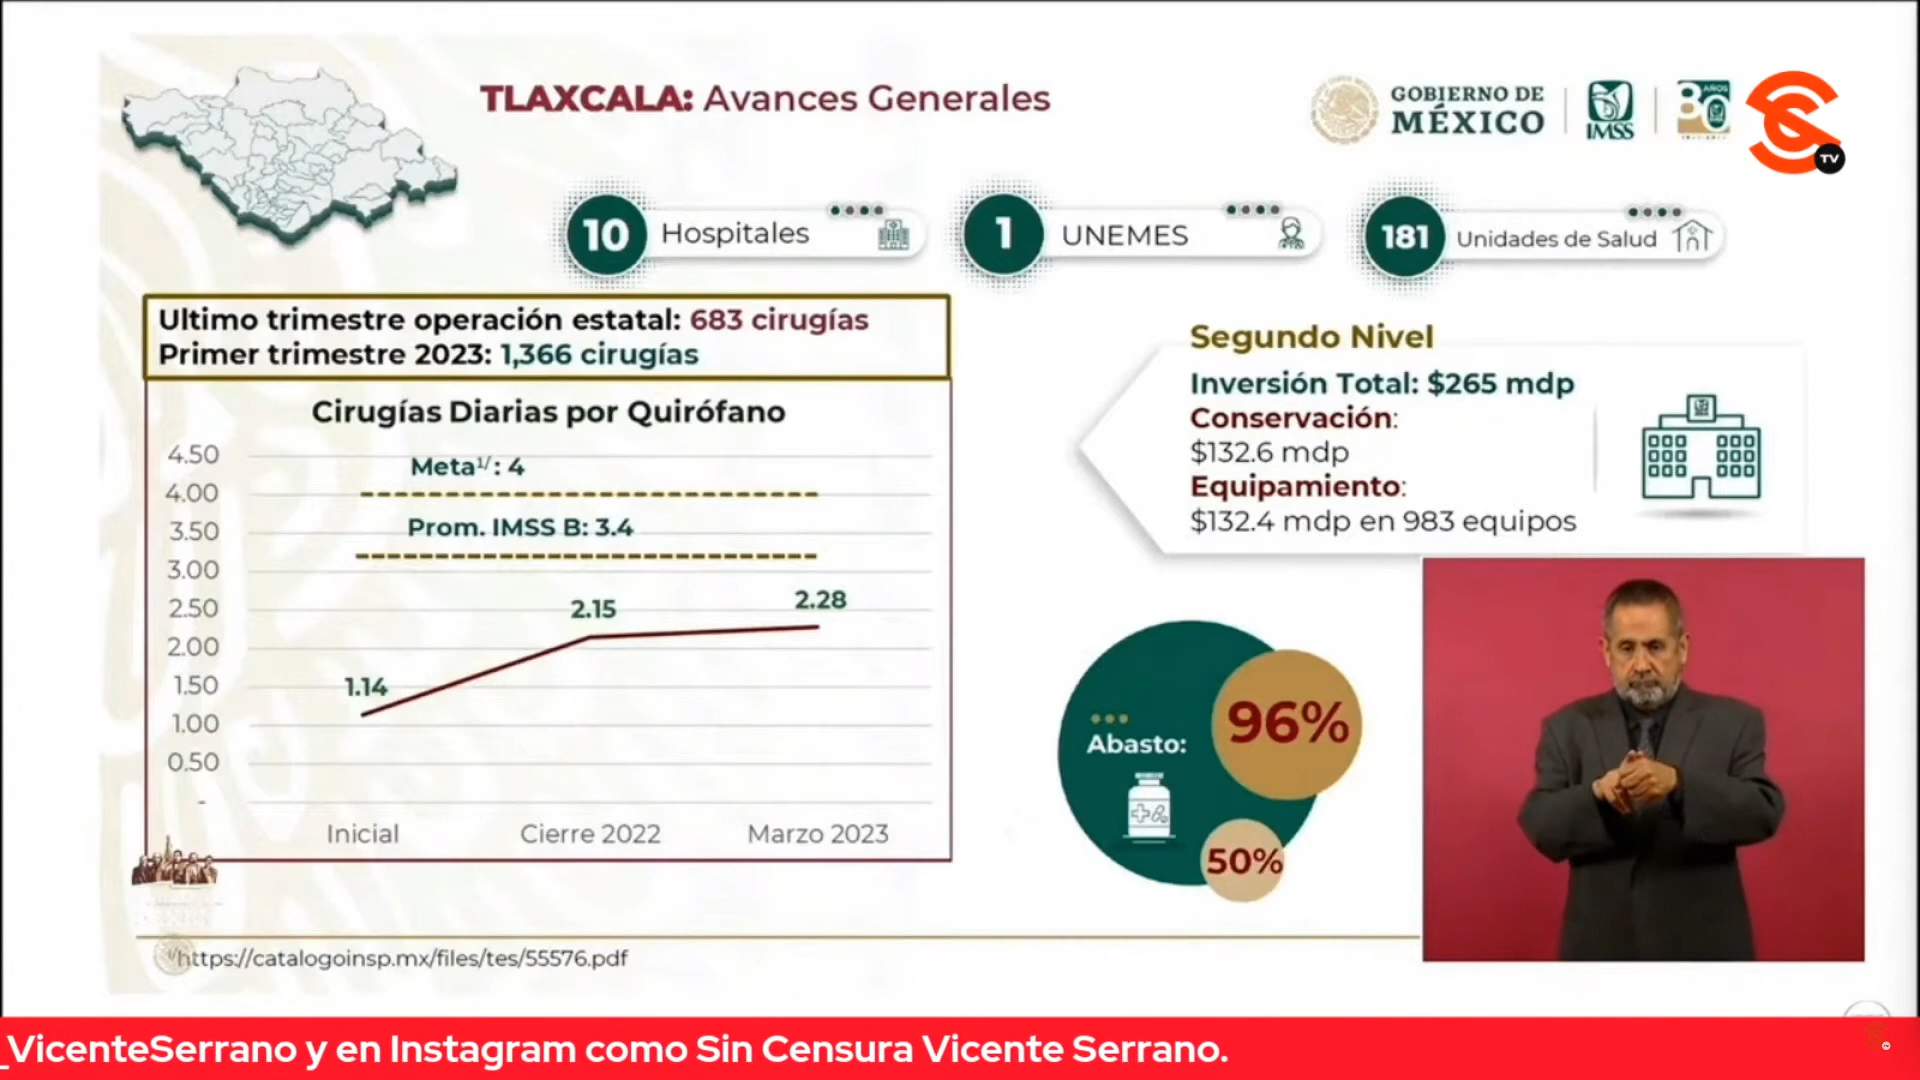 TLAXCALA: Avances Generales
GOBIERNO DE
MÉXICO
IMSS
AÑOS
80
TV
10 Hospitales
1 UNEMES
181 Unidades de Salud
Ultimo trimestre operación estatal: 683 cirugías
Primer trimestre 2023: 1,366 cirugías
Cirugías Diarias por Quirófano
4.50
Meta1/: 4
4.00
Prom. IMSS B: 3.4
3.50
3.00
2.50
2.00
1.50
1.00
0.50
-
1.14
2.15
2.28
Inicial
Cierre 2022
Marzo 2023
Segundo Nivel
Inversión Total: $265 mdp
Conservación:
$132.6 mdp
Equipamiento:
$132.4 mdp en 983 equipos
Abasto:
96%
50%
1/https://catalogoinsp.mx/files/tes/55576.pdf
_VicenteSerrano y en Instagram como Sin Censura Vicente Serrano.